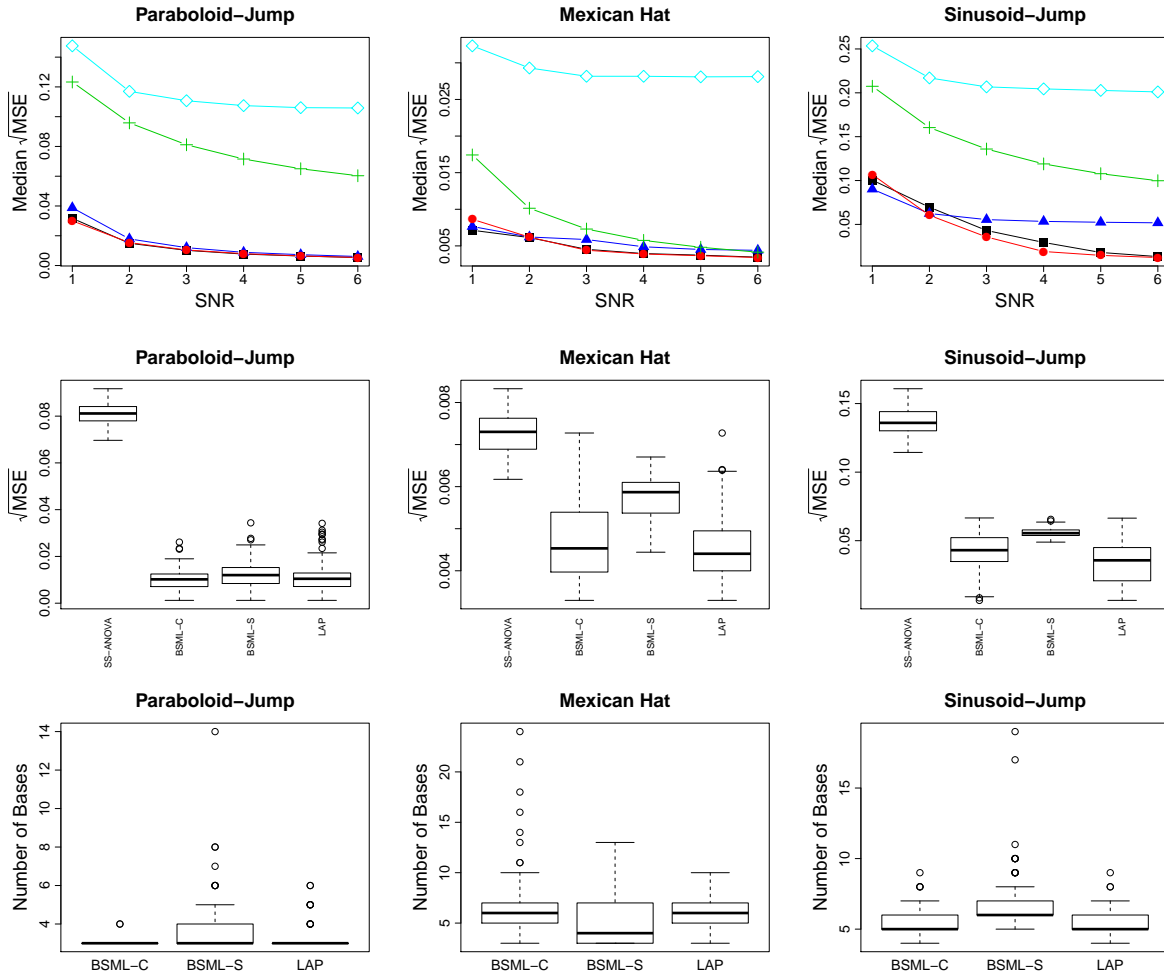 Paraboloid−Jump
Mexican Hat
Sinusoid−Jump
Median √MSE
0.00 0.04 0.08 0.12
1 2 3 4 5 6
SNR
Median √MSE
0.005 0.015 0.025
1 2 3 4 5 6
SNR
Median √MSE
0.05 0.10 0.15 0.20 0.25
1 2 3 4 5 6
SNR
Paraboloid−Jump
Mexican Hat
Sinusoid−Jump
√MSE
0.00 0.02 0.04 0.06 0.08
SS−ANOVA BSML−C BSML−S LAP
√MSE
0.004 0.006 0.008
SS−ANOVA BSML−C BSML−S LAP
√MSE
0.05 0.10 0.15
SS−ANOVA BSML−C BSML−S LAP
Paraboloid−Jump
Mexican Hat
Sinusoid−Jump
Number of Bases
4 6 8 10 12 14
BSML−C BSML−S LAP
Number of Bases
5 10 15 20
BSML−C BSML−S LAP
Number of Bases
5 10 15
BSML−C BSML−S LAP